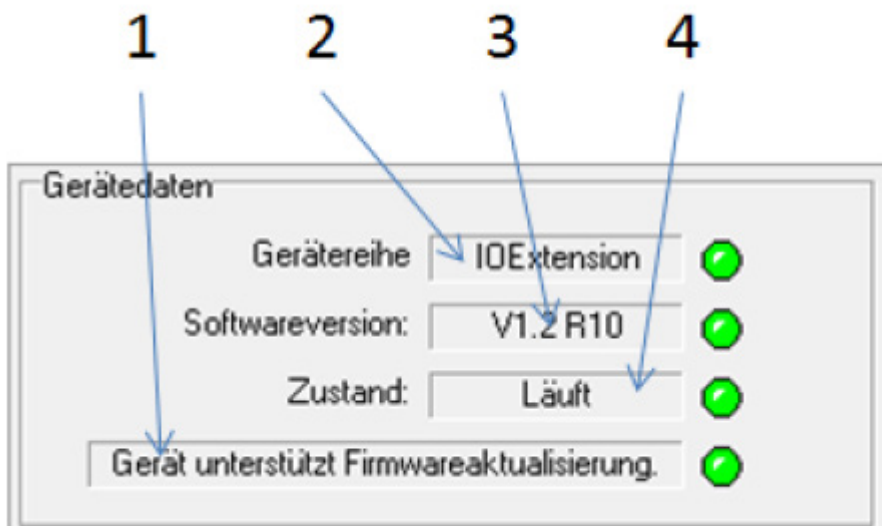 1 2 3 4
Gerätedaten
Gerätereihe IOExtension
Softwareversion: V1.2 R10
Zustand: Läuft
Gerät unterstützt Firmwareaktualisierung.